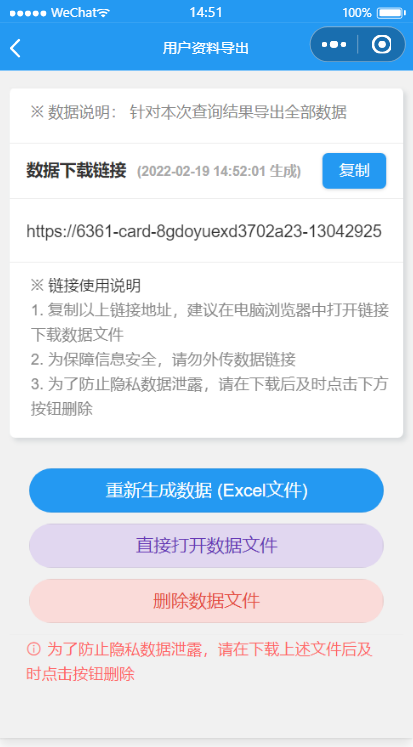 WeChat
14:51
100%
用户资料导出
※ 数据说明： 针对本次查询结果导出全部数据
数据下载链接 (2022-02-19 14:52:01 生成) 复制
https://6361-card-8gdoyuexd3702a23-13042925
※ 链接使用说明
1. 复制以上链接地址，建议在电脑浏览器中打开链接
下载数据文件
2. 为保障信息安全，请勿外传数据链接
3. 为了防止隐私数据泄露，请在下载后及时点击下方
按钮删除
重新生成数据 (Excel文件)
直接打开数据文件
删除数据文件
为了防止隐私数据泄露，请在下载上述文件后及
时点击按钮删除